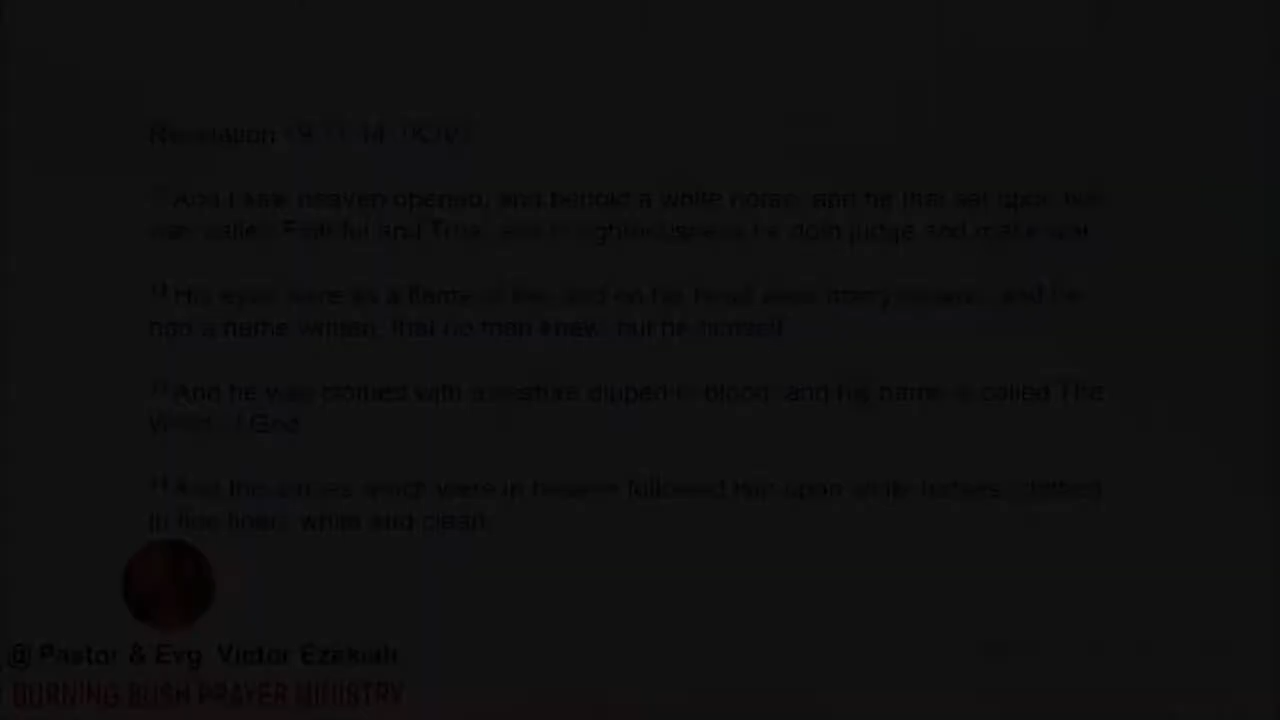 Revelation 19:11-14
11 And I saw heaven opened, and behold a white horse; and he that sat upon him
was called Faithful and True, and in righteousness he doth judge and make war.
12 His eyes were as a flame of fire, and on his head were many crowns; and he
had a name written, that no man knew, but he himself.
13 And he was clothed with a vesture dipped in blood: and his name is called The
Word of God.
14 And the armies which were in heaven followed him upon white horses, clothed
in fine linen, white and clean.
@ Pastor & Evg. Victor Ezekiah
BURNING BUSH PRAYER MINISTRY